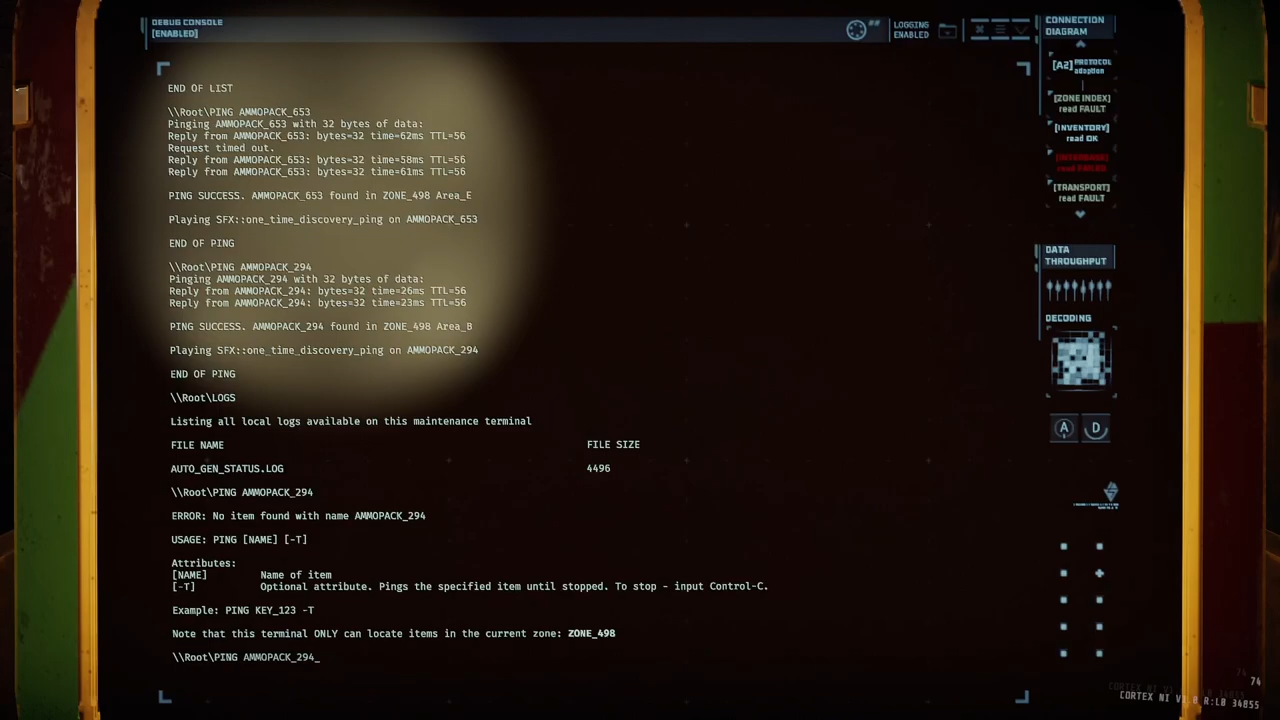 DEBUG CONSOLE
[ENABLED]
LOGGING
ENABLED
CONNECTION
DIAGRAM
[A2] PROTOCOL
adaption
[ZONE INDEX]
read FAULT
[INVENTORY]
read OK
read FAILED
[TRANSPORT]
read FAULT
DATA
THROUGHPUT
DECODING
A D
END OF LIST
\\Root\PING AMMOPACK_653
Pinging AMMOPACK_653 with 32 bytes of data:
Reply from AMMOPACK_653: bytes=32 time=62ms TTL=56
Request timed out.
Reply from AMMOPACK_653: bytes=32 time=58ms TTL=56
Reply from AMMOPACK_653: bytes=32 time=61ms TTL=56
PING SUCCESS. AMMOPACK_653 found in ZONE_498 Area_E
Playing SFX::one_time_discovery_ping on AMMOPACK_653
END OF PING
\\Root\PING AMMOPACK_294
Pinging AMMOPACK_294 with 32 bytes of data:
Reply from AMMOPACK_294: bytes=32 time=26ms TTL=56
Reply from AMMOPACK_294: bytes=32 time=23ms TTL=56
PING SUCCESS. AMMOPACK_294 found in ZONE_498 Area_B
Playing SFX::one_time_discovery_ping on AMMOPACK_294
END OF PING
\\Root\LOGS
Listing all local logs available on this maintenance terminal
FILE NAME FILE SIZE
AUTO_GEN_STATUS.LOG 4496
\\Root\PING AMMOPACK_294
ERROR: No item found with name AMMOPACK_294
USAGE: PING [NAME] [-T]
Attributes:
[NAME] Name of item
[-T] Optional attribute. Pings the specified item until stopped. To stop - input Control-C.
Example: PING KEY_123 -T
Note that this terminal ONLY can locate items in the current zone: ZONE_498
\\Root\PING AMMOPACK_294_
74
CORTEX NI V1.0 R:L0 34855